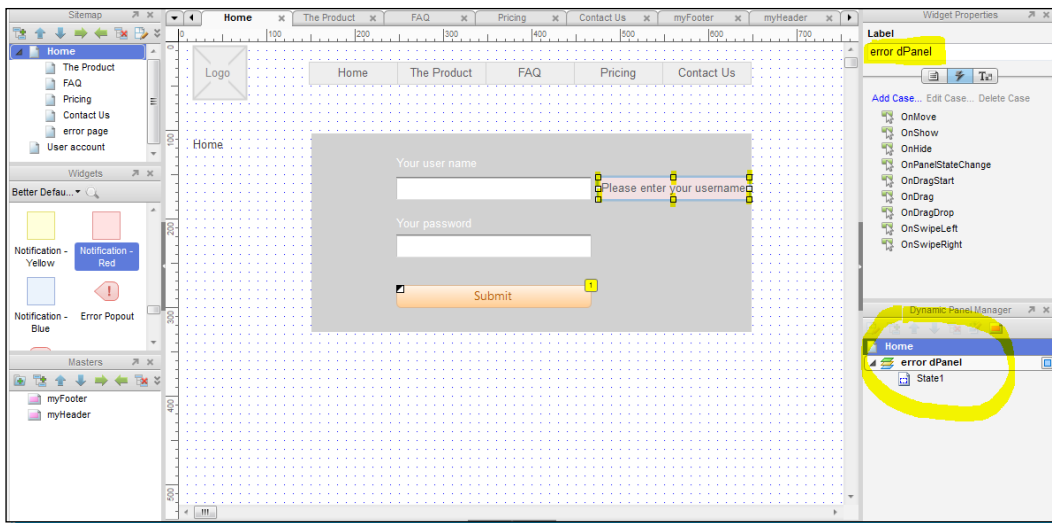 Sitemap
Home
The Product
FAQ
Pricing
Contact Us
error page
User account
Widgets
Better Defau...
Notification - Yellow
Notification - Red
Notification - Blue
Error Popout
Masters
myFooter
myHeader
Home
The Product
FAQ
Pricing
Contact Us
myFooter
myHeader
0 100 200 300 400 500 600 700
100
200
300
400
500
Logo
Home
The Product
FAQ
Pricing
Contact Us
Home
Your user name
Please enter your username
Your password
Submit
1
Widget Properties
Label
error dPanel
Add Case... Edit Case... Delete Case
OnMove
OnShow
OnHide
OnPanelStateChange
OnDragStart
OnDrag
OnDragDrop
OnSwipeLeft
OnSwipeRight
Dynamic Panel Manager
Home
error dPanel
State1